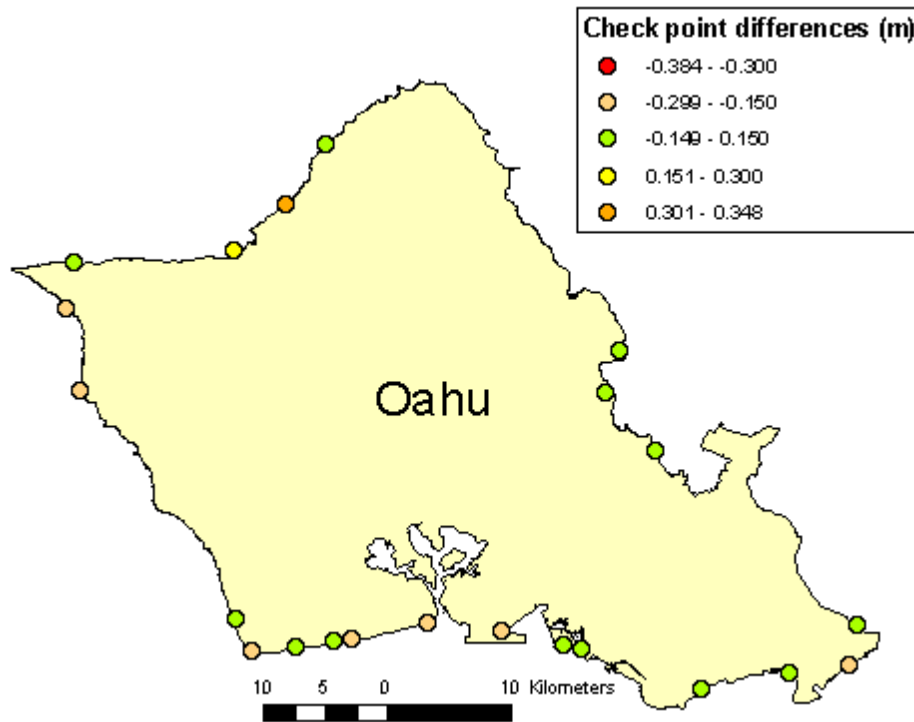 Check point differences (m)
-0.384 - -0.300
-0.299 - -0.150
-0.149 - 0.150
0.151 - 0.300
0.301 - 0.348
Oahu
10 5 0 10 Kilometers